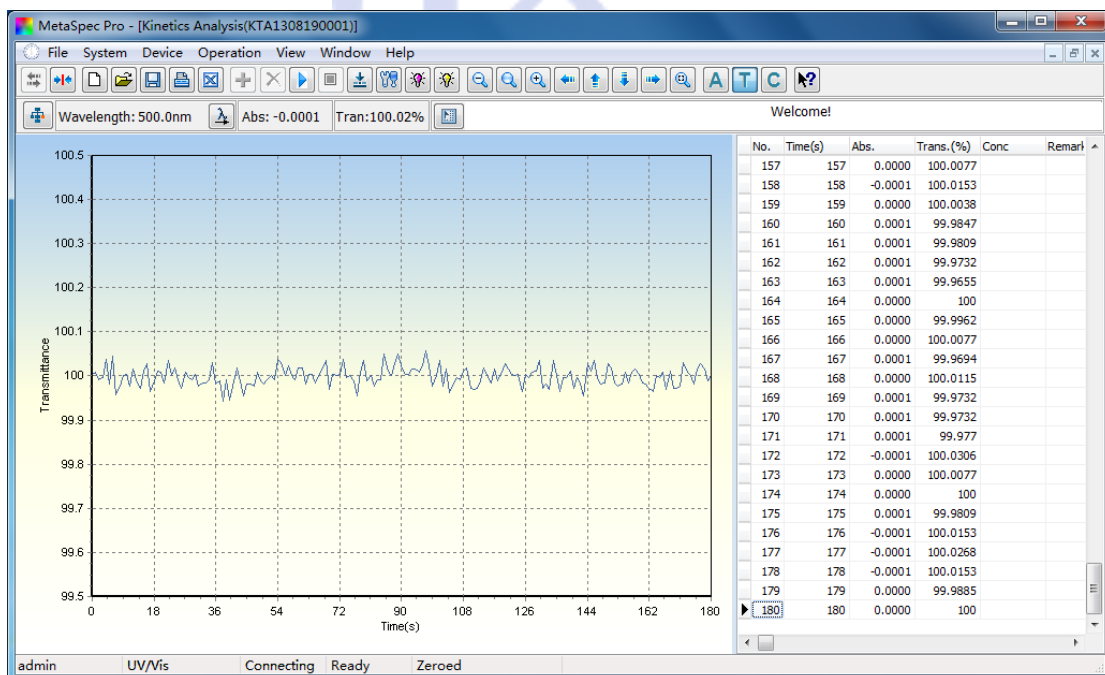 MetaSpec Pro - [Kinetics Analysis(KTA1308190001)]
File System Device Operation View Window Help
A T C ?
Wavelength: 500.0nm λ Abs: -0.0001 Tran:100.02% Welcome!
No. Time(s) Abs. Trans.(%) Conc Remark
157 157 0.0000 100.0077
158 158 -0.0001 100.0153
159 159 0.0000 100.0038
160 160 0.0001 99.9847
161 161 0.0001 99.9809
162 162 0.0001 99.9732
163 163 0.0001 99.9655
164 164 0.0000 100
165 165 0.0000 99.9962
166 166 0.0000 100.0077
167 167 0.0001 99.9694
168 168 0.0000 100.0115
169 169 0.0001 99.9732
170 170 0.0001 99.9732
171 171 0.0001 99.977
172 172 -0.0001 100.0306
173 173 0.0000 100.0077
174 174 0.0000 100
175 175 0.0001 99.9809
176 176 -0.0001 100.0153
177 177 -0.0001 100.0268
178 178 -0.0001 100.0153
179 179 0.0000 99.9885
180 180 0.0000 100
100.5
100.4
100.3
100.2
100.1
100
99.9
99.8
99.7
99.6
99.5
Transmittance
0 18 36 54 72 90 108 126 144 162 180
Time(s)
admin UV/Vis Connecting Ready Zeroed